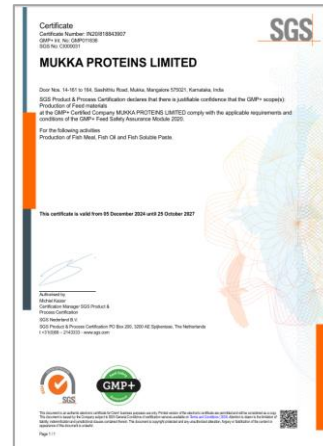 Certificate
Certificate Number: IN20/818843907
GMP+ Int. No: GMP071938
SGS
MUKKA PROTEINS LIMITED
Door Nos. 14-161 to 164, Sashihitlu Road, Mukka, Mangalore 575021, Karnataka, India
SGS Product & Process Certification declares that there is justifiable confidence that the GMP+ scope(s):
Production of Feed materials
at the GMP+ Certified Company MUKKA PROTEINS LIMITED comply with the applicable requirements and
conditions of the GMP+ Feed Safety Assurance Module 2020.
For the following activities
Production of Fish Meal, Fish Oil and Fish Soluble Paste.
This certificate is valid from 05 December 2024 until 25 October 2027
Authorised by
Certification Manager SGS Product &
Process Certification
SGS Nederland B.V.
SGS Product & Process Certification PO Box 200, 3200 AE Spijkenisse, The Netherlands
SGS
GMP+
Page 1 / 1